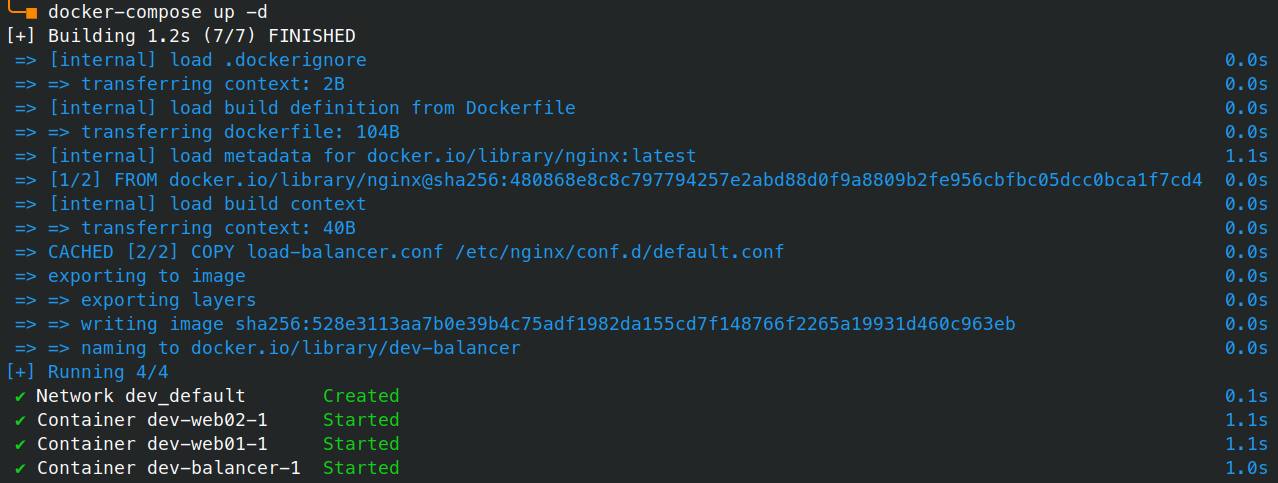 docker-compose up -d
[+] Building 1.2s (7/7) FINISHED
=> [internal] load .dockerignore 0.0s
=> => transferring context: 2B 0.0s
=> [internal] load build definition from Dockerfile 0.0s
=> => transferring dockerfile: 104B 0.0s
=> [internal] load metadata for docker.io/library/nginx:latest 1.1s
=> [1/2] FROM docker.io/library/nginx@sha256:480868e8c8c797794257e2abd88d0f9a8809b2fe956cbfbc05dcc0bca1f7cd4 0.0s
=> [internal] load build context 0.0s
=> => transferring context: 40B 0.0s
=> CACHED [2/2] COPY load-balancer.conf /etc/nginx/conf.d/default.conf 0.0s
=> exporting to image 0.0s
=> => exporting layers 0.0s
=> => writing image sha256:528e3113aa7b0e39b4c75adf1982da155cd7f148766f2265a19931d460c963eb 0.0s
=> => naming to docker.io/library/dev-balancer 0.0s
[+] Running 4/4
✔ Network dev_default Created 0.1s
✔ Container dev-web02-1 Started 1.1s
✔ Container dev-web01-1 Started 1.1s
✔ Container dev-balancer-1 Started 1.0s